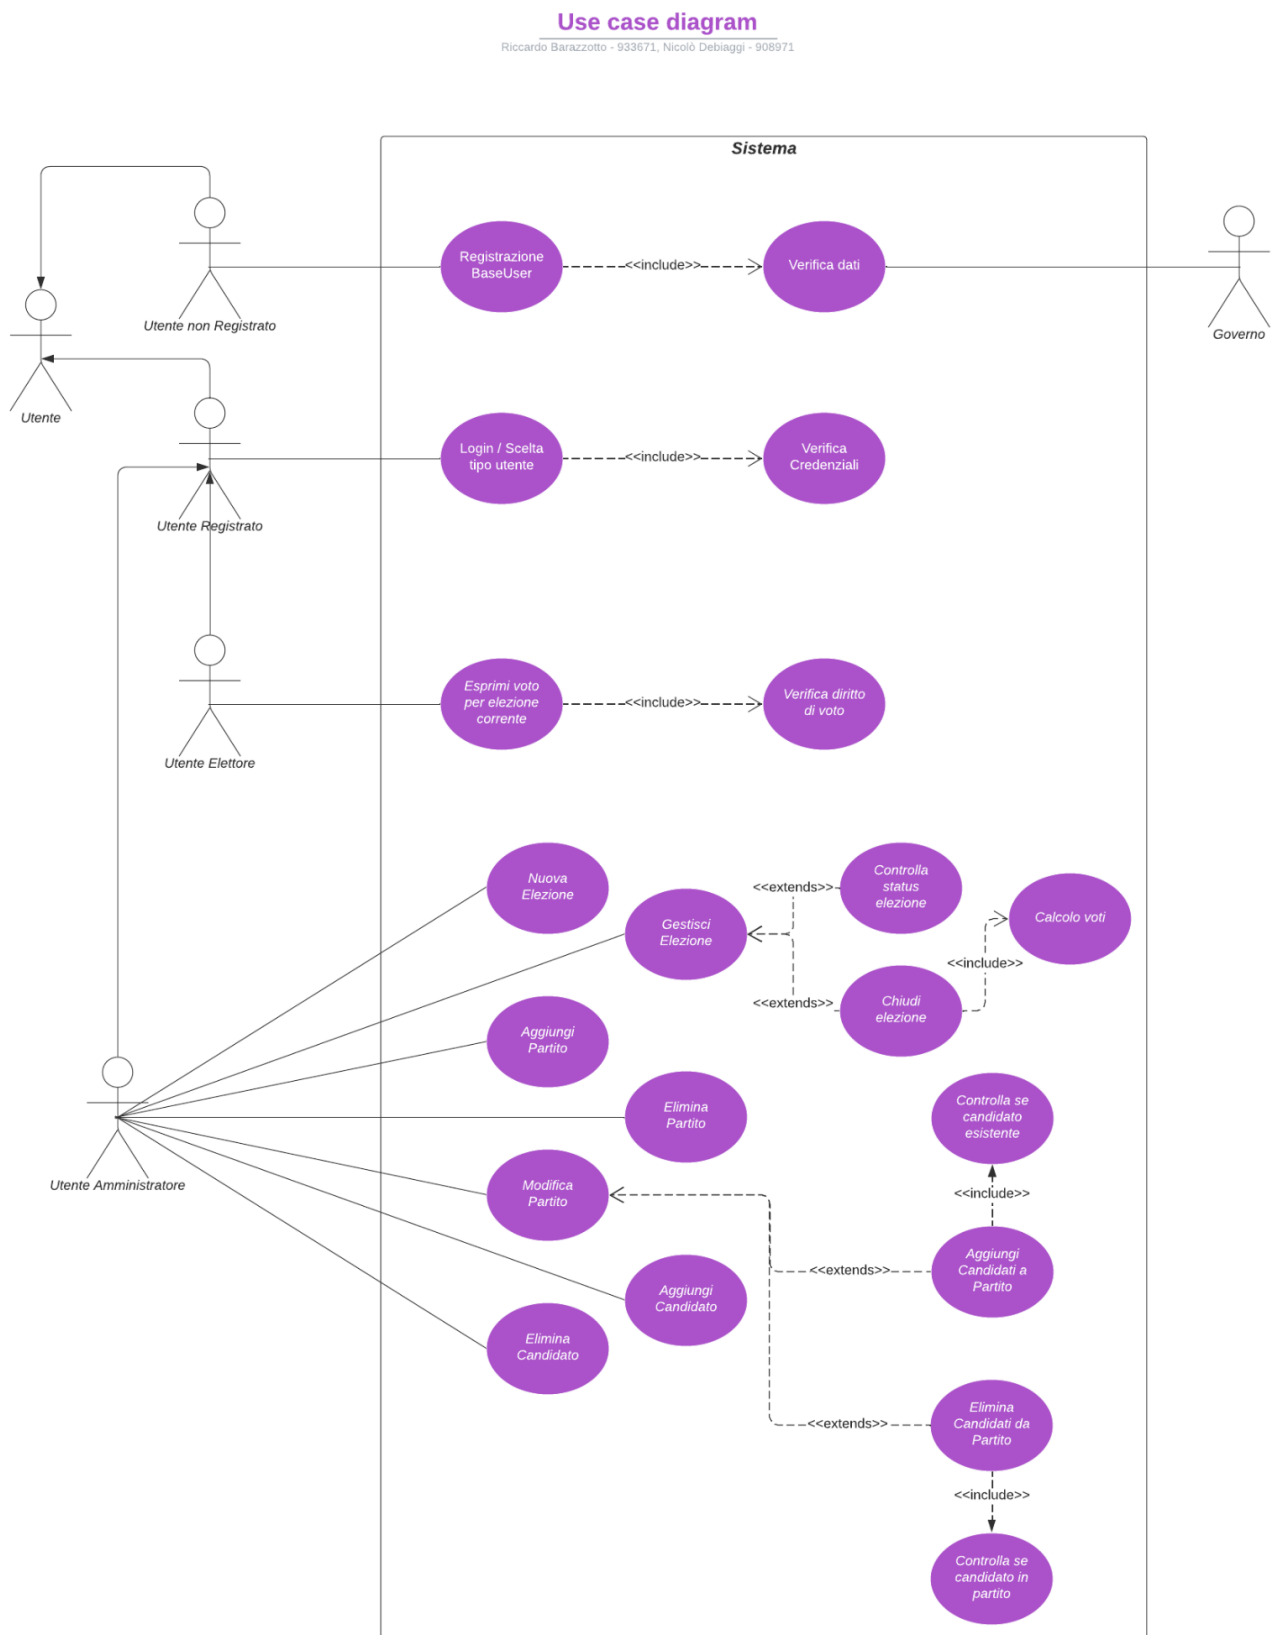 Use case diagram
Riccardo Barazzotto - 933671, Nicolò Debiaggi - 908971
Sistema
Registrazione
BaseUser
<<include>>
Verifica dati
Utente non Registrato
Governo
Utente
Login / Scelta
tipo utente
<<include>>
Verifica
Credenziali
Utente Registrato
Esprimi voto
per elezione
corrente
<<include>>
Verifica diritto
di voto
Utente Elettore
Nuova
Elezione
Gestisci
Elezione
<<extends>>
Controlla
status
elezione
Calcolo voti
<<include>>
<<extends>>
Chiudi
elezione
Aggiungi
Partito
Elimina
Partito
Controlla se
candidato
esistente
Utente Amministratore
Modifica
Partito
<<include>>
<<extends>>
Aggiungi
Candidati a
Partito
Aggiungi
Candidato
Elimina
Candidato
<<extends>>
Elimina
Candidati da
Partito
<<include>>
Controlla se
candidato in
partito